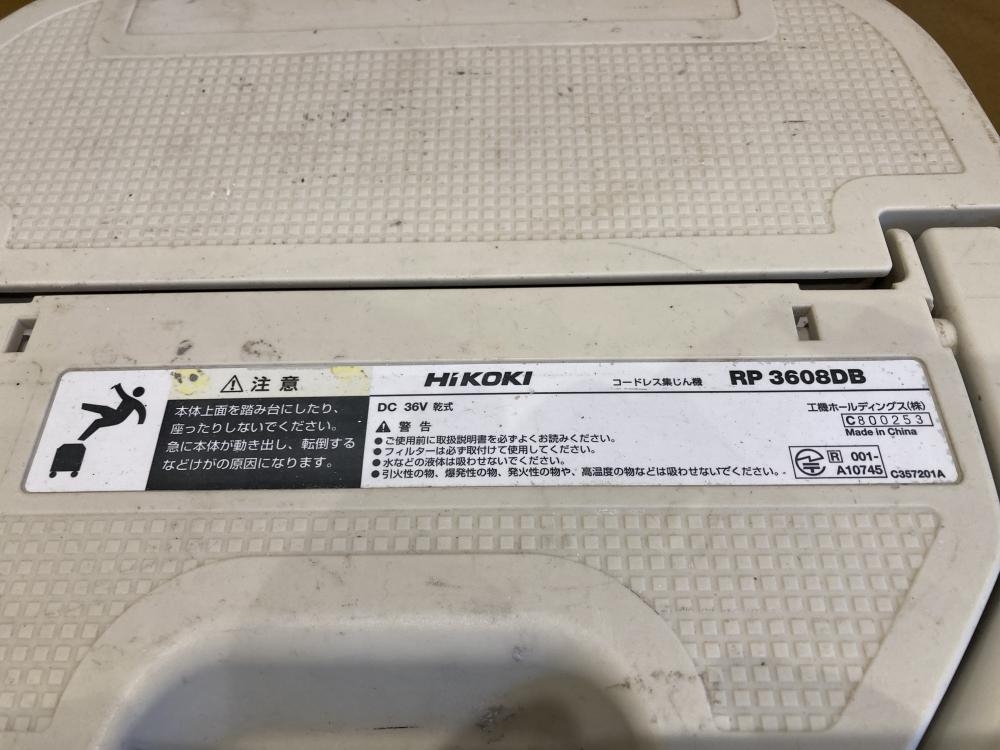 ⚠ 注意
本体上面を踏み台にしたり、
座ったりしないでください。
急に本体が動き出し、転倒する
などけがの原因になります。
HiKOKI
コードレス集じん機 RP 3608DB
DC 36V 乾式
⚠ 警告
●ご使用前に取扱説明書を必ずよくお読みください。
●フィルターは必ず取付けて使用してください。
●水などの液体は吸わせないでください。
●引火性の物、爆発性の物、発火性の物や、高温度の物などは吸わせないでください。
工機ホールディングス(株)
C800253
Made in China
R 001-
A10745
C357201A